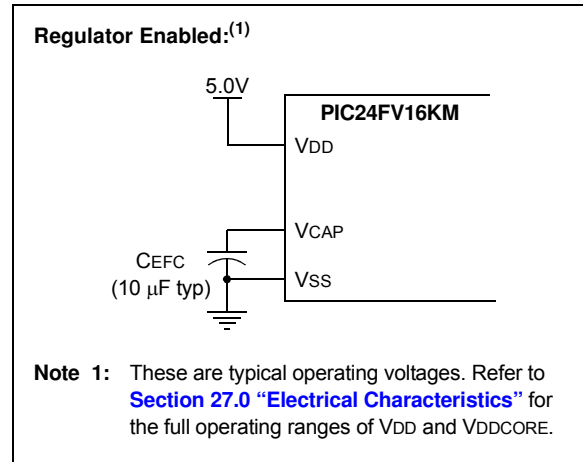 Regulator Enabled:(1)
5.0V
PIC24FV16KM
VDD
VCAP
CEFC
(10 μF typ)
VSS
Note 1: These are typical operating voltages. Refer to
Section 27.0 “Electrical Characteristics” for
the full operating ranges of VDD and VDDCORE.